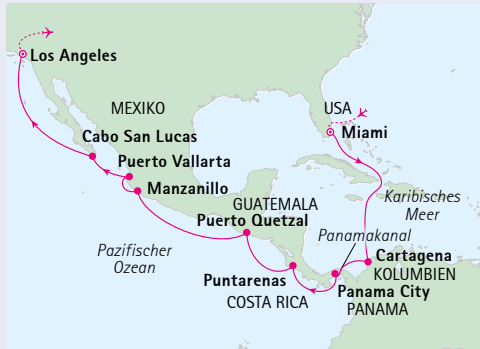 Los Angeles
MEXIKO
USA
Miami
Cabo San Lucas
Puerto Vallarta
Manzanillo
Karibisches
Meer
GUATEMALA
Puerto Quetzal
Panamakanal
Pazifischer
Ozean
Cartagena
KOLUMBIEN
Puntarenas
COSTA RICA
Panama City
PANAMA